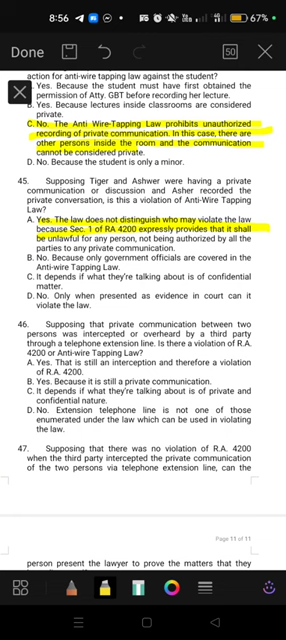 8:56
67%
Done
50
action for anti-wire tapping law against the student?
Yes. Because the student must have first obtained the
permission of Atty. GBT before recording her lecture.
B. Yes. Because lectures inside classrooms are considered
private.
C. No. The Anti Wire-Tapping Law prohibits unauthorized
recording of private communication. In this case, there are
other persons inside the room and the communication
cannot be considered private.
D. No. Because the student is only a minor.
45. Supposing Tiger and Ashwer were having a private
communication or discussion and Asher recorded the
private conversation, is this a violation of Anti-Wire Tapping
Law?
A. Yes. The law does not distinguish who may violate the law
because Sec. 1 of RA 4200 expressly provides that it shall
be unlawful for any person, not being authorized by all the
parties to any private communication.
B. No. Because only government officials are covered in the
Anti-wire Tapping Law.
C. It depends if what they're talking about is of confidential
matter.
D. No. Only when presented as evidence in court can it
violate the law.
46. Supposing that private communication between two
persons was intercepted or overheard by a third party
through a telephone extension line. Is there a violation of R.A.
4200 or Anti-wire Tapping Law?
A. Yes. That is still an interception and therefore a violation
of R.A. 4200.
B. Yes. Because it is still a private communication.
C. It depends if what they're talking about is of private and
confidential nature.
D. No. Extension telephone line is not one of those
enumerated under the law which can be used in violating
the law.
47. Supposing that there was no violation of R.A. 4200
when the third party intercepted the private communication
of the two persons via telephone extension line, can the
Page 11 of 11
person present the lawyer to prove the matters that they